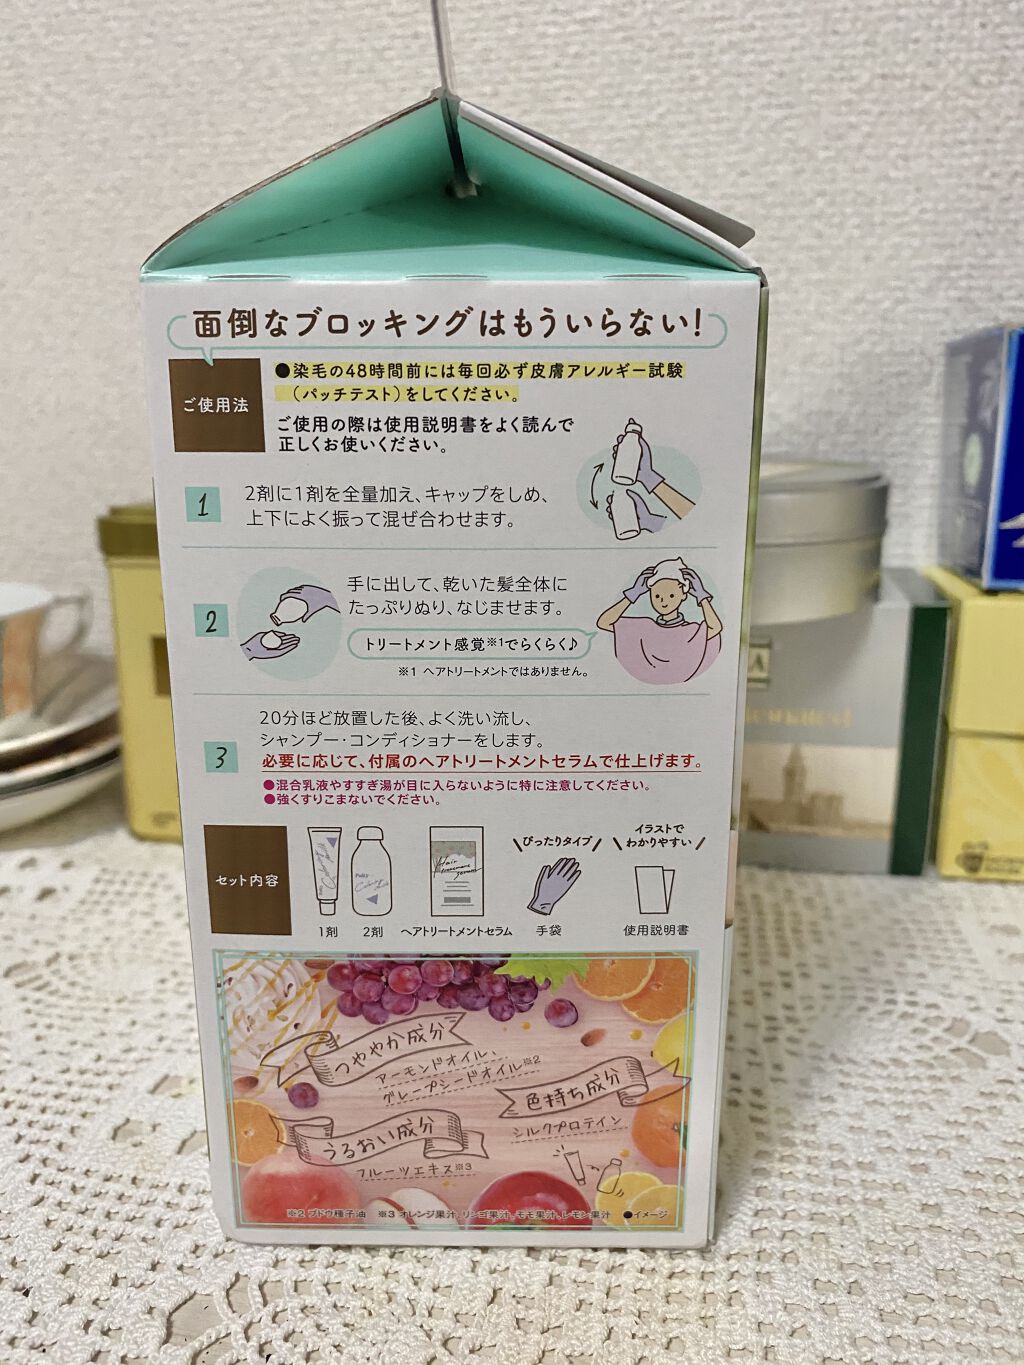 面倒なブロッキングはもういらない!
ご使用法
●染毛の48時間前には毎回必ず皮膚アレルギー試験
(パッチテスト)をしてください。
ご使用の際は使用説明書をよく読んで
正しくお使いください。
1
2剤に1剤を全量加え、キャップをしめ、
上下によく振って混ぜ合わせます。
2
手に出して、乾いた髪全体に
たっぷりぬり、なじませます。
トリートメント感覚※1でらくらく♪
※1 ヘアトリートメントではありません。
3
20分ほど放置した後、よく洗い流し、
シャンプー・コンディショナーをします。
必要に応じて、付属のヘアトリートメントセラムで仕上げます。
●混合乳液やすすぎ湯が目に入らないように特に注意してください。
●強くすりこまないでください。
セット内容
ぴったりタイプ
イラストで
わかりやすい
Hair
treatment
serum
1剤
2剤
ヘアトリートメントセラム
手袋
使用説明書
つややか成分
アーモンドオイル、
グレープシードオイル※2
色持ち成分
シルクプロテイン
うるおい成分
フルーツエキス※3
※2 ブドウ種子油 ※3 オレンジ果汁、リンゴ果汁、モモ果汁、レモン果汁 ●イメージ